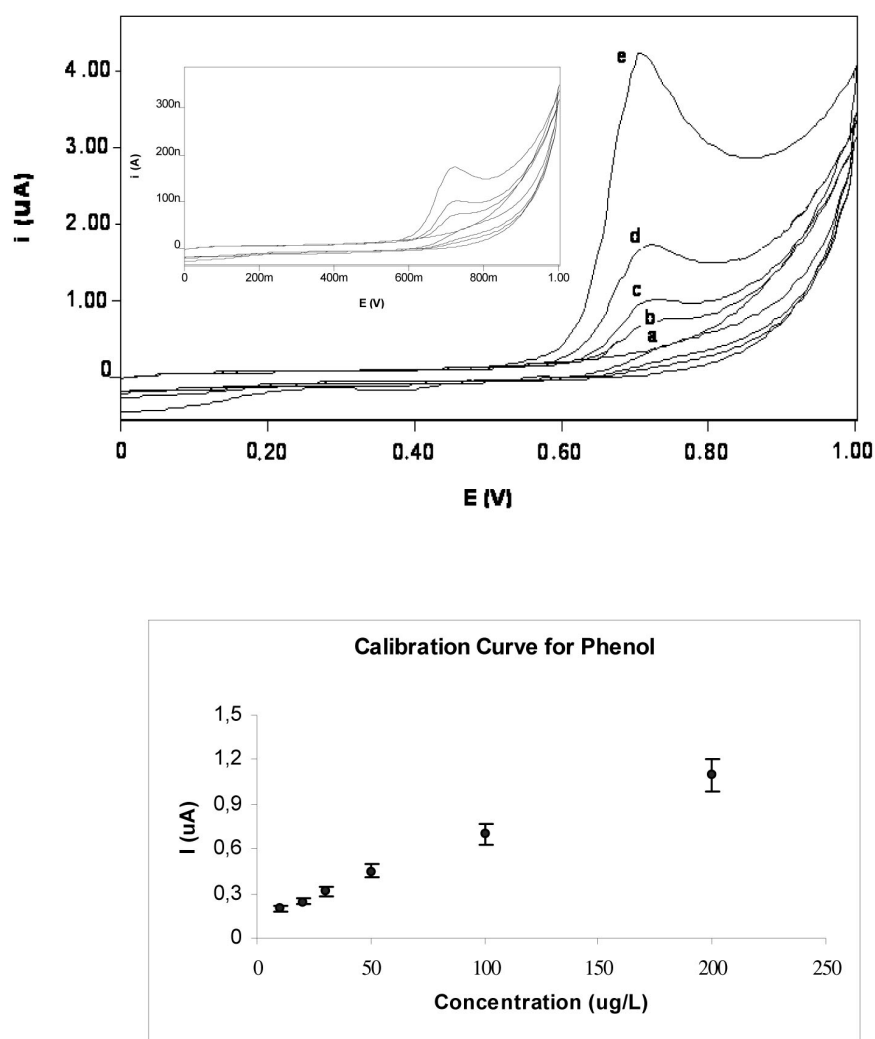 4.00
3.00
2.00
1.00
0
i (uA)
e
d
c
b
a
0 0.20 0.40 0.60 0.80 1.00
E (V)
300n
200n
100n
0
i (A)
0 200m 400m 600m 800m 1.00
E (V)
Calibration Curve for Phenol
1,5
1,2
0,9
0,6
0,3
0
I (uA)
0 50 100 150 200 250
Concentration (ug/L)